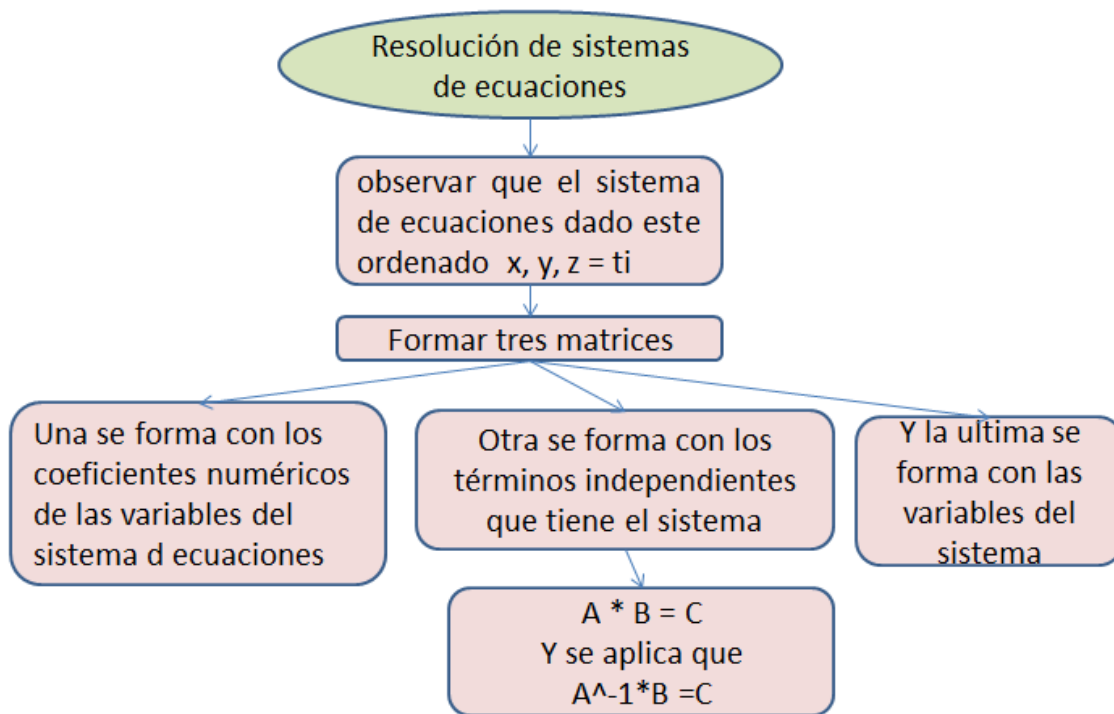 Resolución de sistemas
de ecuaciones
observar que el sistema
de ecuaciones dado este
ordenado x, y, z = ti
Formar tres matrices
Una se forma con los
coeficientes numéricos
de las variables del
sistema d ecuaciones
Otra se forma con los
términos independientes
que tiene el sistema
Y la ultima se
forma con las
variables del
sistema
A * B = C
Y se aplica que
A^-1*B =C